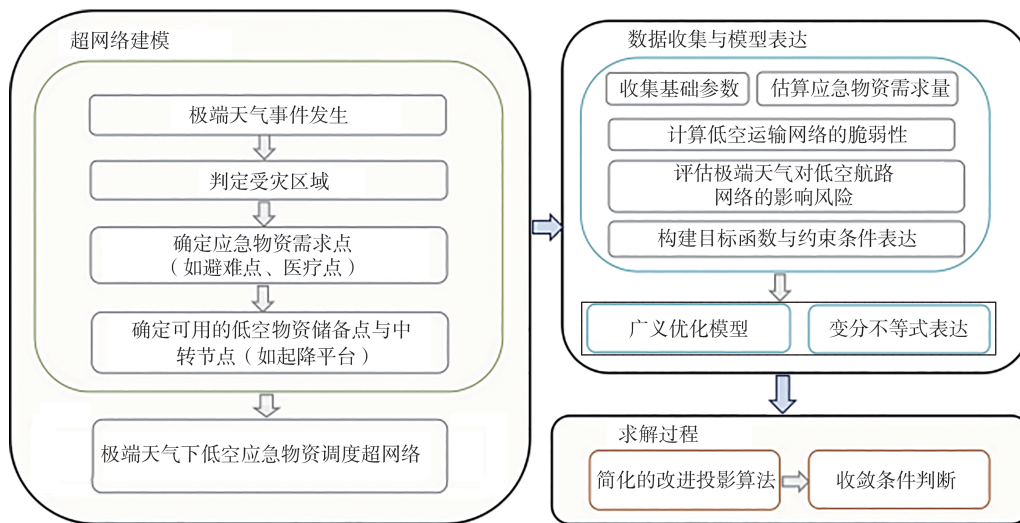 超网络建模
极端天气事件发生
判定受灾区域
确定应急物资需求点
（如避难点、医疗点）
确定可用的低空物资储备点与中
转节点（如起降平台）
极端天气下低空应急物资调度超网络
数据收集与模型表达
收集基础参数
估算应急物资需求量
计算低空运输网络的脆弱性
评估极端天气对低空航路
网络的影响风险
构建目标函数与约束条件表达
广义优化模型
变分不等式表达
求解过程
简化的改进投影算法
收敛条件判断